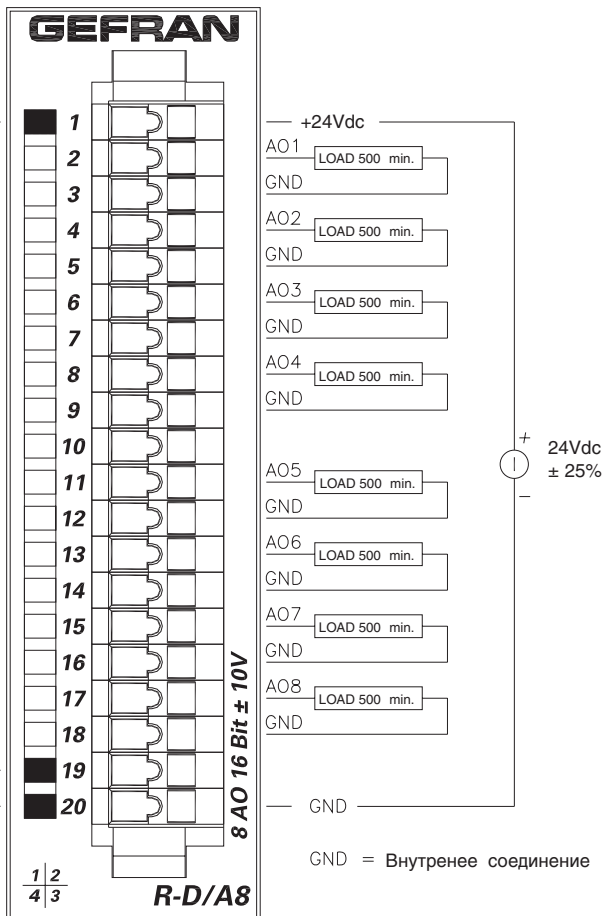 GEFRAN
1
2
3
4
5
6
7
8
9
10
11
12
13
14
15
16
17
18
19
20
1 2
4 3
8 AO 16 Bit ± 10V
R-D/A8
+24Vdc
AO1
LOAD 500 min.
GND
AO2
LOAD 500 min.
GND
AO3
LOAD 500 min.
GND
AO4
LOAD 500 min.
GND
AO5
LOAD 500 min.
GND
AO6
LOAD 500 min.
GND
AO7
LOAD 500 min.
GND
AO8
LOAD 500 min.
GND
+
24Vdc
± 25%
–
GND
GND = Внутренее соединение